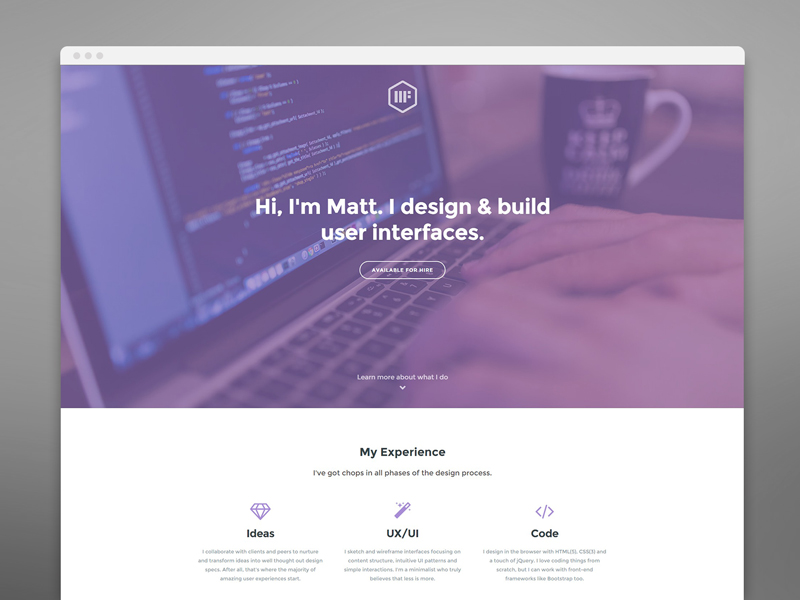 KEEP
CALM
Hi, I'm Matt. I design & build
user interfaces.
AVAILABLE FOR HIRE
Learn more about what I do
My Experience
I've got chops in all phases of the design process.
Ideas
UX/UI
Code
I collaborate with clients and peers to nurture
and transform ideas into well thought out design
specs. After all, that's where the majority of
amazing user experiences start.
I sketch and wireframe interfaces focusing on
content structure, intuitive UI patterns and
simple interactions. I'm a minimalist who truly
believes that less is more.
I design in the browser with HTML(5), CSS(3) and
a touch of jQuery. I love coding things from
scratch, but I can work with front-end
frameworks like Bootstrap too.